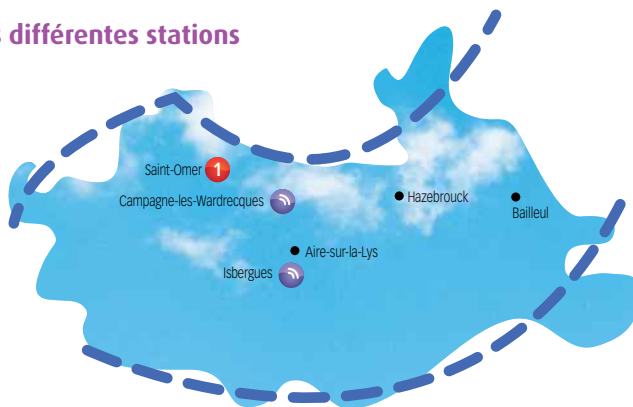 différentes stations
Saint-Omer 1
Campagne-les-Wardrecques
Hazebrouck
Bailleul
Aire-sur-la-Lys
Isbergues